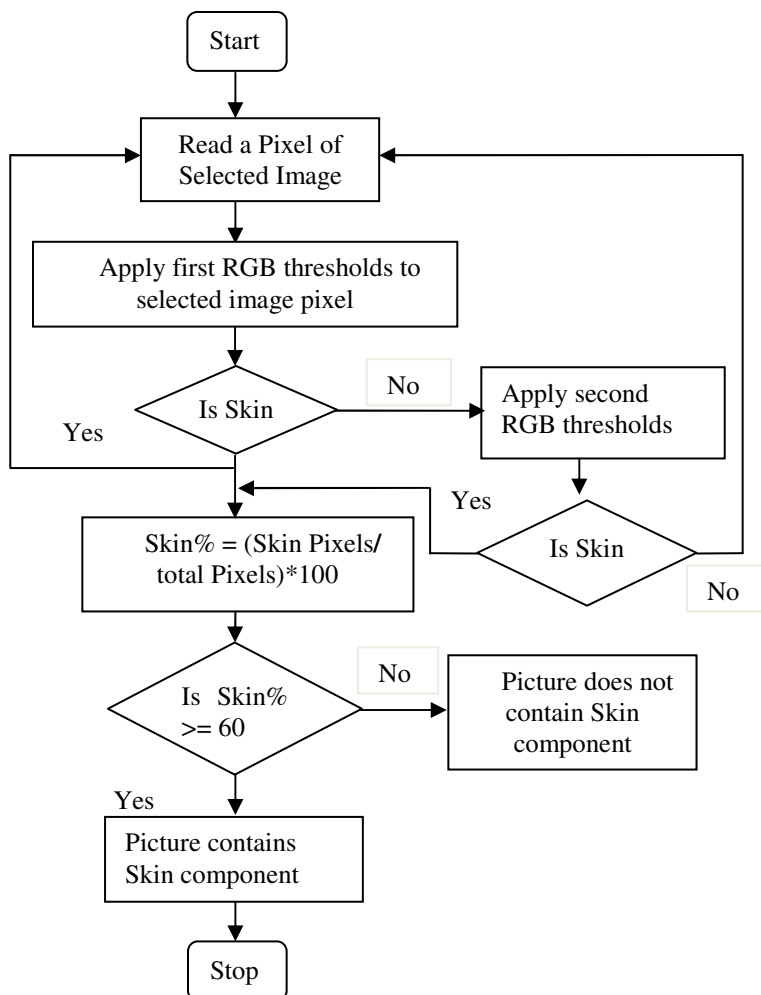 Start
Read a Pixel of
Selected Image
Apply first RGB thresholds to
selected image pixel
Is Skin
No
Apply second
RGB thresholds
Yes
Yes
Is Skin
No
Skin% = (Skin Pixels/
total Pixels)*100
Is Skin%
>= 60
No
Picture does not
contain Skin
component
Yes
Picture contains
Skin component
Stop